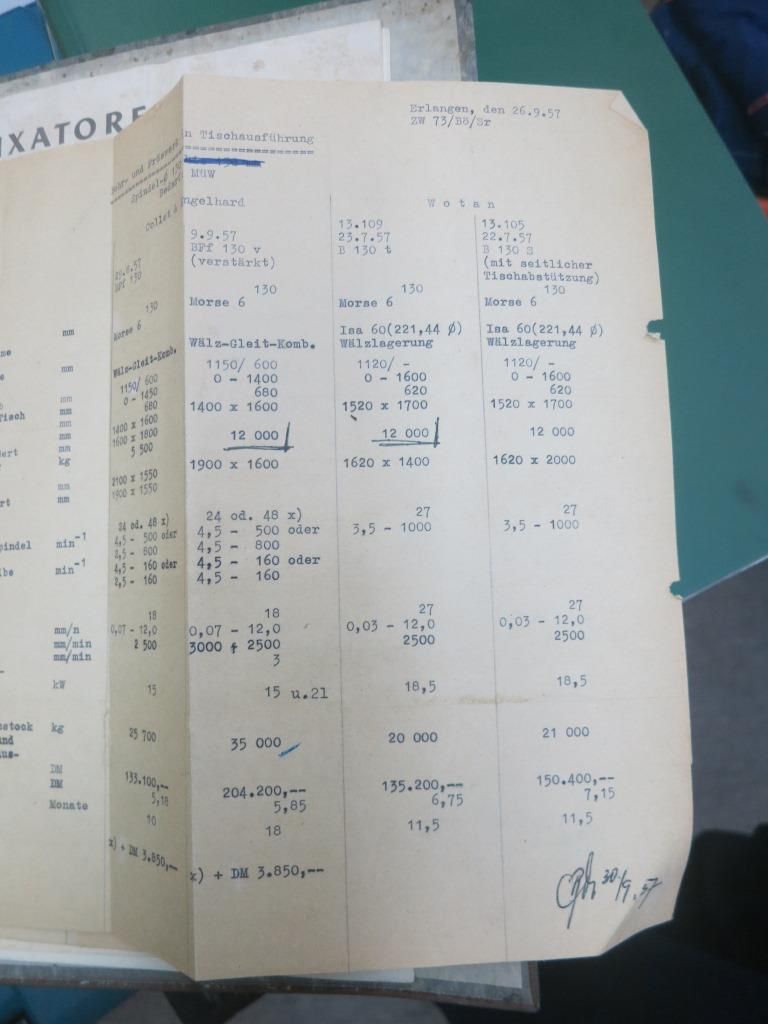 IXATORE
Erlangen, den 26.9.57
ZW 73/Bö/Sr
n Tischausführung
MüW
Collet &
ngelhard
W o t a n
13.109 13.105
9.9.57 23.7.57 22.7.57
BFf 130 BFf 130 v B 130 t B 130 S
(verstärkt) (mit seitlicher
Tischabstützung)
mm 130 130 130 130
Morse 6 Morse 6 Morse 6 Morse 6
Isa 60(221,44 Ø) Isa 60(221,44 Ø)
me Wälz-Gleit-Komb. Wälz-Gleit-Komb. Wälzlagerung Wälzlagerung
mm 1150/ 600 1150/ 600 1120/ - 1120/ -
mm 0 - 1450 0 - 1400 0 - 1600 0 - 1600
mm 680 680 620 620
Tisch mm 1400 x 1600 1400 x 1600 1520 x 1700 1520 x 1700
mm 1600 x 1800
kg 5 500 12 000 12 000 12 000
mm 2100 x 1550 1900 x 1600 1620 x 1400 1620 x 2000
mm 1900 x 1550
24 od. 48 x) 24 od. 48 x) 27 27
pindel min-1 4,5 - 500 oder 4,5 - 500 oder 3,5 - 1000 3,5 - 1000
2,5 - 800 4,5 - 800
min-1 4,5 - 160 oder 4,5 - 160 oder
2,5 - 160 4,5 - 160
18 18 27 27
mm/n 0,07 - 12,0 0,07 - 12,0 0,03 - 12,0 0,03 - 12,0
mm/min 2 500 3000 + 2500 2500 2500
mm/min 3
kW 15 15 u.21 18,5 18,5
stock kg 25 700 35 000 20 000 21 000
und
DM 133.100,-- 204.200,-- 135.200,-- 150.400,--
DM 5,18 5,85 6,75 7,15
Monate 10 18 11,5 11,5
x) + DM 3.850,-- x) + DM 3.850,--
30/9.57